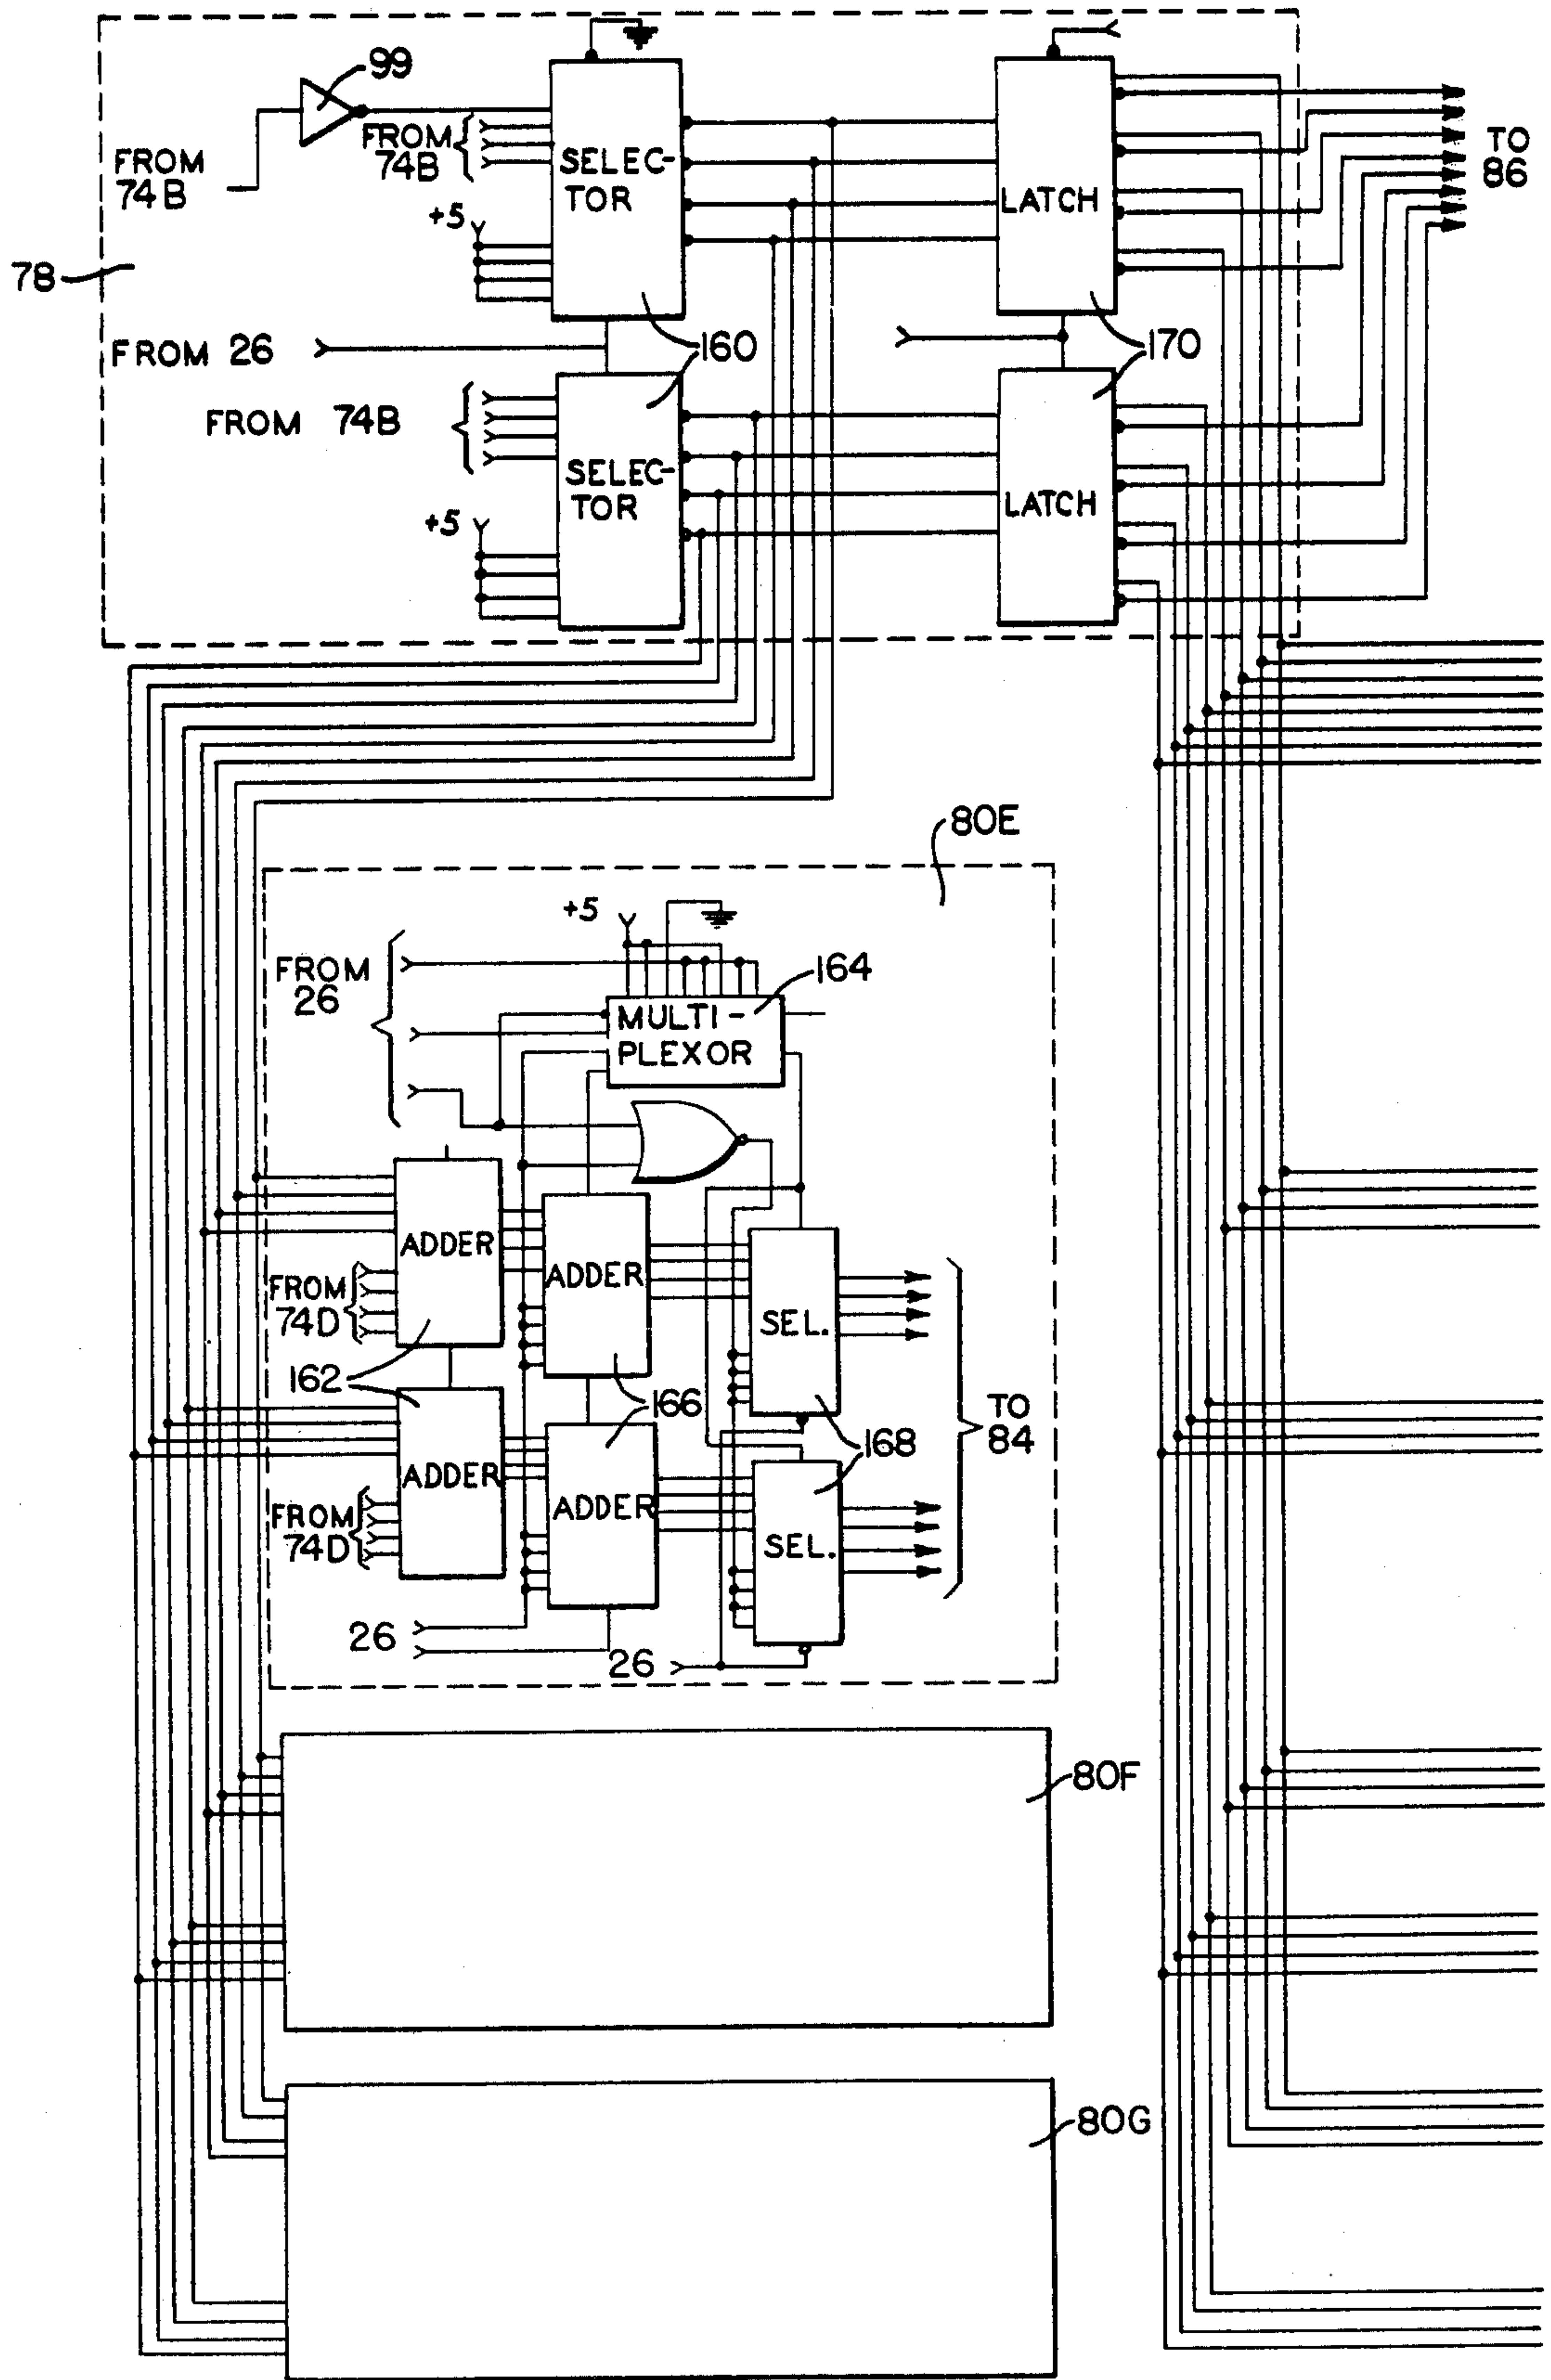 99
FROM
74B
FROM
74B
SELEC-
TOR
LATCH
TO
86
+5
78
FROM 26
160
170
FROM 74B
SELEC-
TOR
LATCH
+5
80E
+5
FROM
26
164
MULTI-
PLEXOR
ADDER
ADDER
FROM
74D
SEL.
162
166
168
TO
84
ADDER
ADDER
FROM
74D
SEL.
26
26
80F
80G